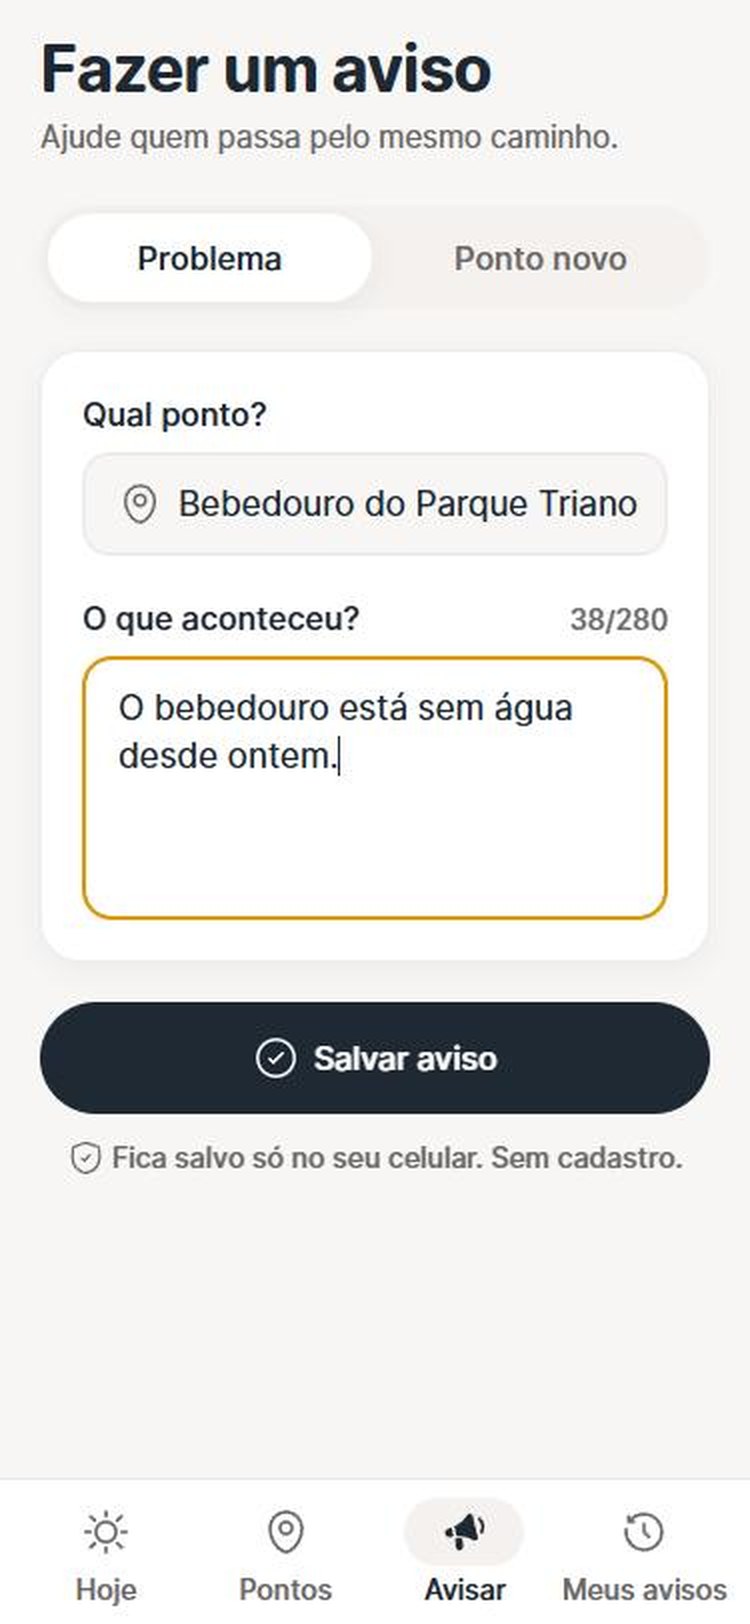 Fazer um aviso
Ajude quem passa pelo mesmo caminho.
Problema
Ponto novo
Qual ponto?
Bebedouro do Parque Triano
O que aconteceu?
38/280
O bebedouro está sem água
desde ontem.
Salvar aviso
Fica salvo só no seu celular. Sem cadastro.
Hoje
Pontos
Avisar
Meus avisos